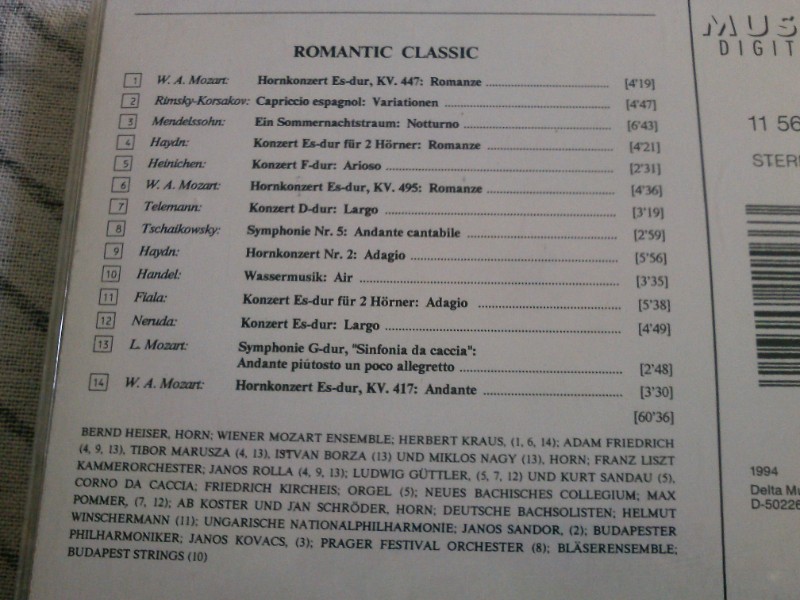 ROMANTIC CLASSIC
1 W. A. Mozart: Hornkonzert Es-dur, KV. 447: Romanze [4'19]
2 Rimsky-Korsakov: Capriccio espagnol: Variationen [4'47]
3 Mendelssohn: Ein Sommernachtstraum: Notturno [6'43]
4 Haydn: Konzert Es-dur für 2 Hörner: Romanze [4'21]
5 Heinichen: Konzert F-dur: Arioso [2'31]
6 W. A. Mozart: Hornkonzert Es-dur, KV. 495: Romanze [4'36]
7 Telemann: Konzert D-dur: Largo [3'19]
8 Tschaikowsky: Symphonie Nr. 5: Andante cantabile [2'59]
9 Haydn: Hornkonzert Nr. 2: Adagio [5'56]
10 Handel: Wassermusik: Air [3'35]
11 Fiala: Konzert Es-dur für 2 Hörner: Adagio [5'38]
12 Neruda: Konzert Es-dur: Largo [4'49]
13 L. Mozart: Symphonie G-dur, "Sinfonia da caccia":
Andante piútosto un poco allegretto [2'48]
14 W. A. Mozart: Hornkonzert Es-dur, KV. 417: Andante [3'30]
[60'36]
BERND HEISER, HORN; WIENER MOZART ENSEMBLE; HERBERT KRAUS, (1, 6, 14); ADAM FRIEDRICH
(4, 9, 13), TIBOR MARUSZA (4, 13), ISTVAN BORZA (13) UND MIKLOS NAGY (13), HORN; FRANZ LISZT
KAMMERORCHESTER; JANOS ROLLA (4, 9, 13); LUDWIG GÜTTLER, (5, 7, 12) UND KURT SANDAU (5),
CORNO DA CACCIA; FRIEDRICH KIRCHEIS; ORGEL (5); NEUES BACHISCHES COLLEGIUM; MAX
POMMER, (7, 12); AB KOSTER UND JAN SCHRÖDER, HORN; DEUTSCHE BACHSOLISTEN; HELMUT
WINSCHERMANN (11); UNGARISCHE NATIONALPHILHARMONIE; JANOS SANDOR, (2); BUDAPESTER
PHILHARMONIKER; JANOS KOVACS, (3); PRAGER FESTIVAL ORCHESTER (8); BLÄSERENSEMBLE;
BUDAPEST STRINGS (10)
MUS
DIGIT
11 56
STER
1994
Delta Mu
D-50226